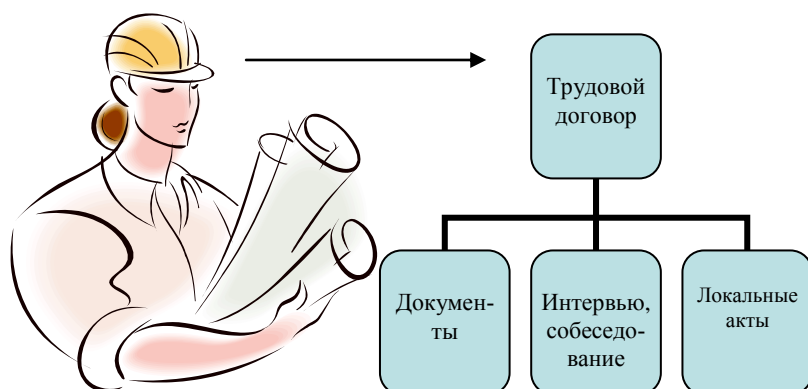 Трудовой
договор
Докумен-
ты
Интервью,
собеседо-
вание
Локальные
акты